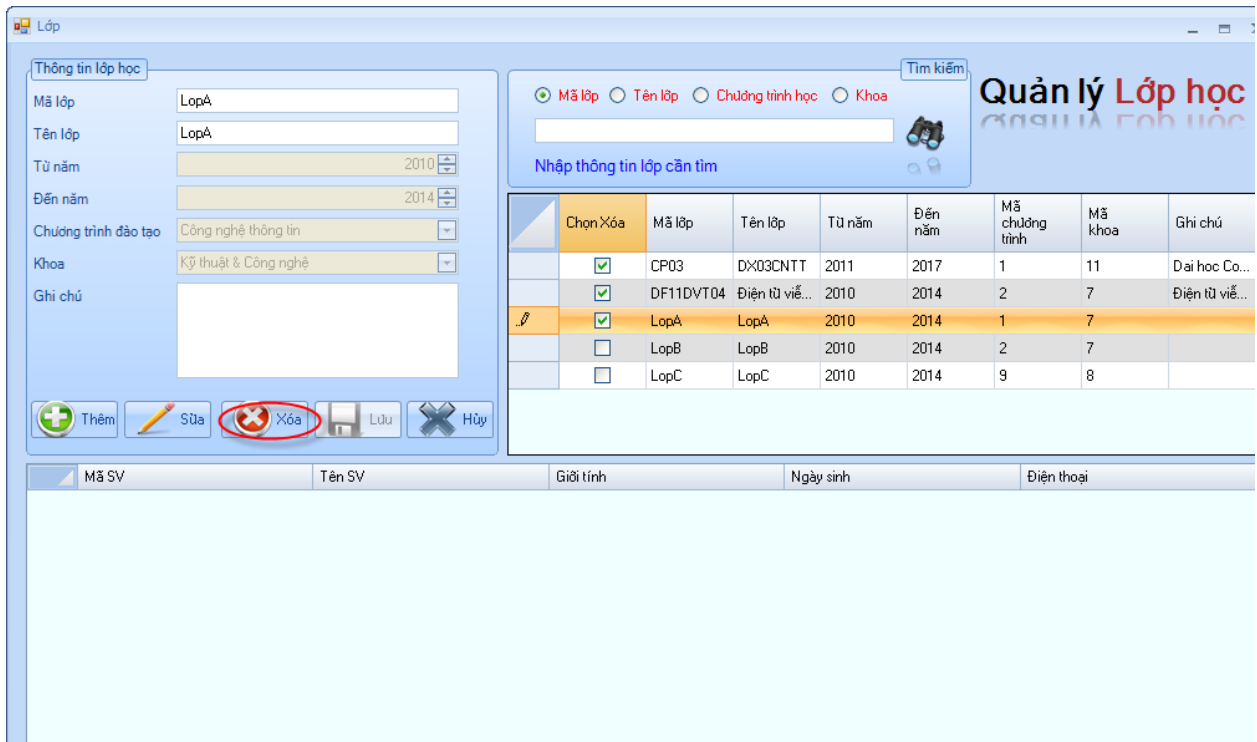 Lớp
Thông tin lớp học
Mã lớp LopA
Tên lớp LopA
Từ năm 2010
Đến năm 2014
Chương trình đào tạo Công nghệ thông tin
Khoa Kỹ thuật & Công nghệ
Ghi chú
Thêm Sửa Xóa Lưu Hủy
Tìm kiếm
Mã lớp Tên lớp Chương trình học Khoa
Nhập thông tin lớp cần tìm
Quản lý Lớp học
Chọn Xóa Mã lớp Tên lớp Từ năm Đến năm Mã chương trình Mã khoa Ghi chú
CP03 DX03CNTT 2011 2017 1 11 Dai hoc Co...
DF11DVT04 Điện tử viễ... 2010 2014 2 7 Điện tử viễ...
LopA LopA 2010 2014 1 7
LopB LopB 2010 2014 2 7
LopC LopC 2010 2014 9 8
Mã SV Tên SV Giới tính Ngày sinh Điện thoại